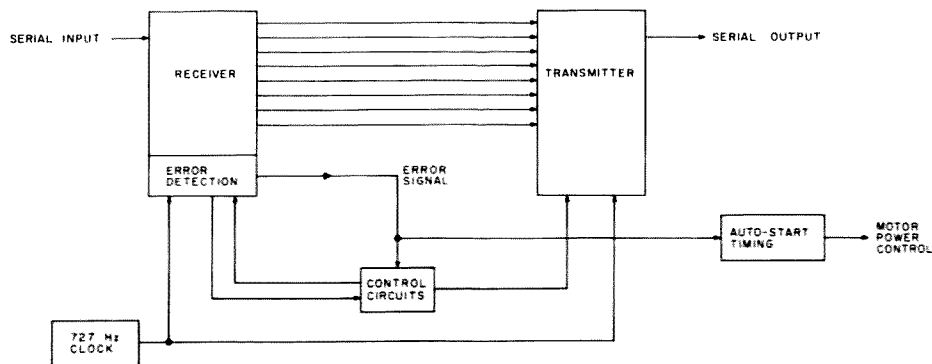 SERIAL INPUT
RECEIVER
TRANSMITTER
SERIAL OUTPUT
ERROR
DETECTION
ERROR
SIGNAL
AUTO-START
TIMING
MOTOR
POWER
CONTROL
CONTROL
CIRCUITS
727 Hz
CLOCK